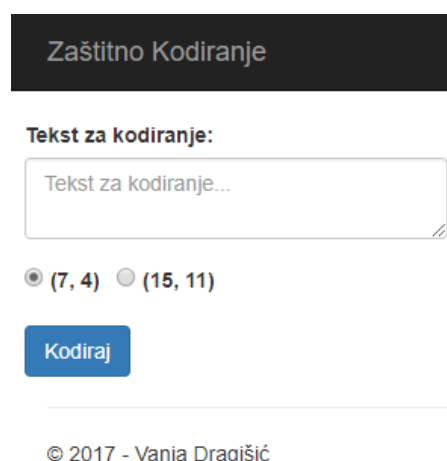 Zaštitno Kodiranje
Tekst za kodiranje:
Tekst za kodiranje...
(7, 4) (15, 11)
Kodiraj
© 2017 - Vanja Dragišić